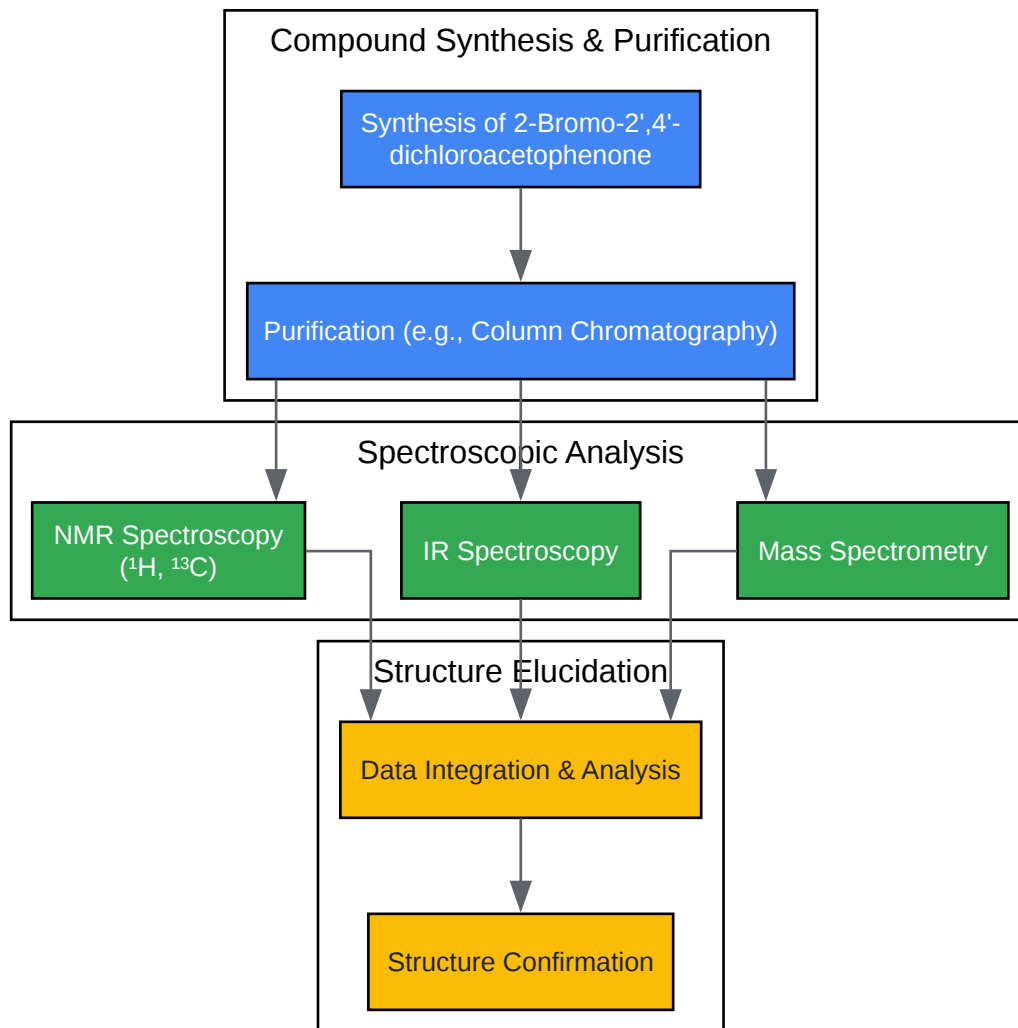 Compound Synthesis & Purification
Synthesis of 2-Bromo-2',4'-
dichloroacetophenone
Purification (e.g., Column Chromatography)
Spectroscopic Analysis
NMR Spectroscopy
(¹H, ¹³C)
IR Spectroscopy
Mass Spectrometry
Structure Elucidation
Data Integration & Analysis
Structure Confirmation